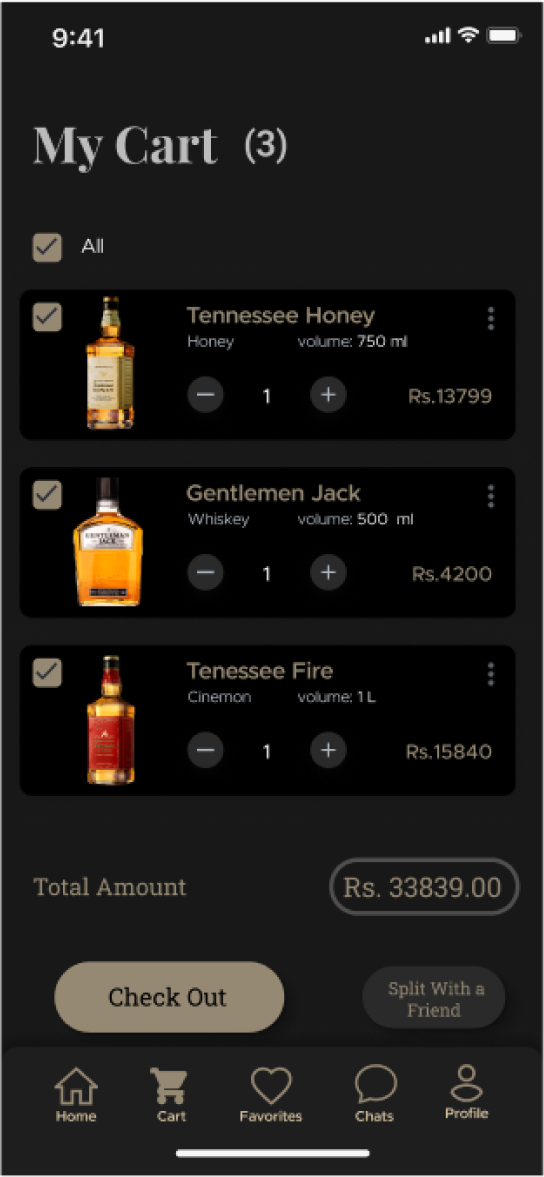 9:41
My Cart (3)
All
Tennessee Honey
Honey volume: 750 ml
1 Rs.13799
Gentlemen Jack
Whiskey volume: 500 ml
GENTLEMAN
JACK
1 Rs.4200
Tenessee Fire
Cinemon volume: 1 L
1 Rs.15840
Total Amount Rs. 33839.00
Check Out
Split With a
Friend
Home Cart Favorites Chats Profile